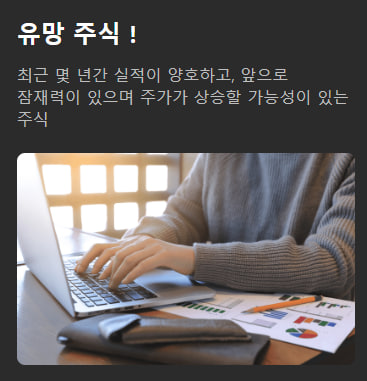 유망 주식 !
최근 몇 년간 실적이 양호하고, 앞으로
잠재력이 있으며 주가가 상승할 가능성이 있는
주식